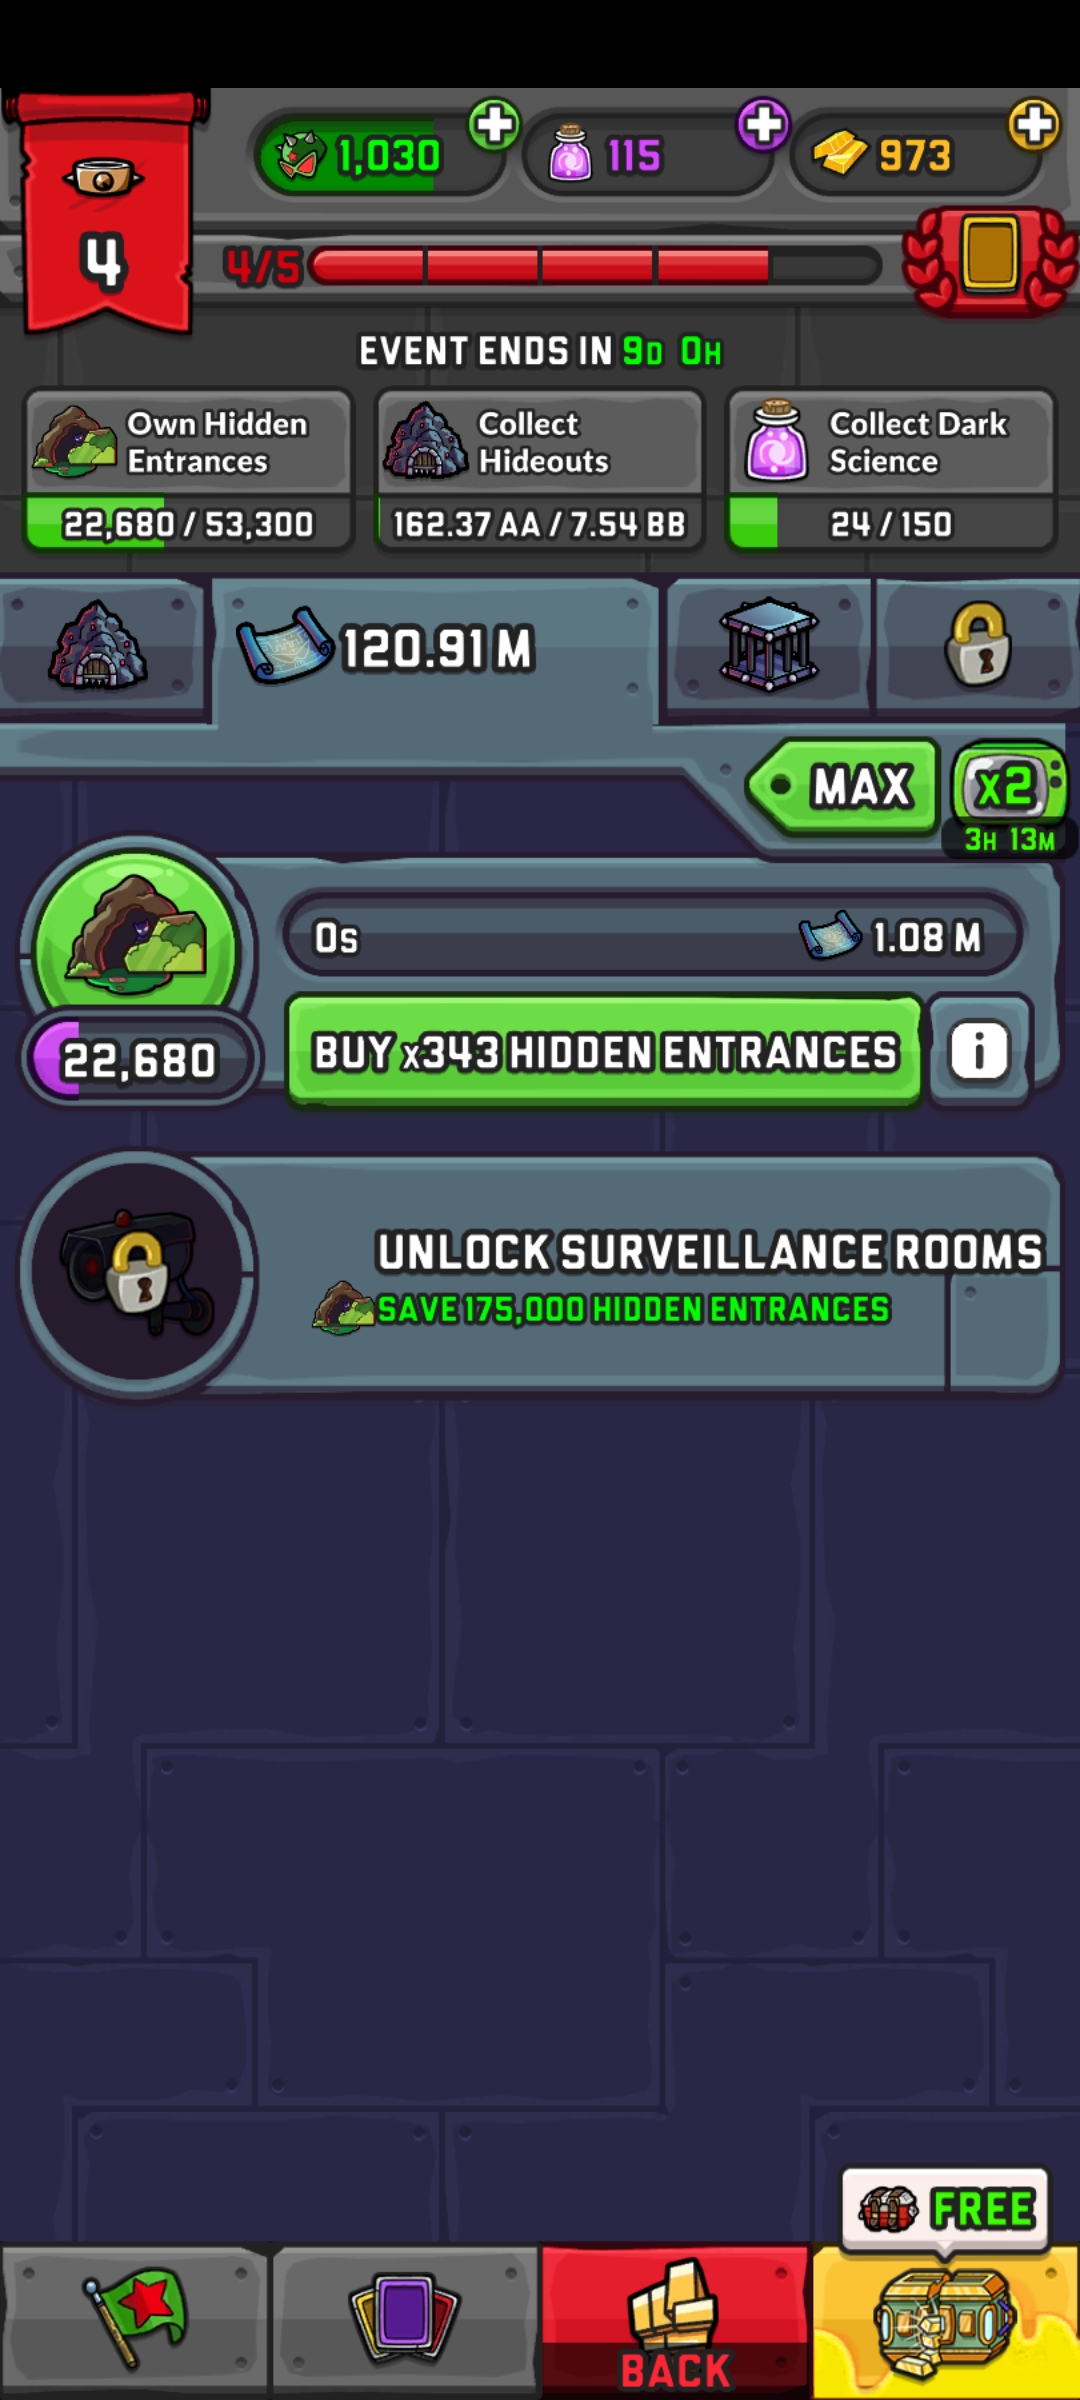 1,030
115
973
4
4/5
EVENT ENDS IN 9D 0H
Own Hidden
Entrances
22,680 / 53,300
Collect
Hideouts
162.37 AA / 7.54 BB
Collect Dark
Science
24 / 150
120.91 M
MAX
x2
3H 13M
0s
1.08 M
22,680
BUY x343 HIDDEN ENTRANCES
i
UNLOCK SURVEILLANCE ROOMS
SAVE 175,000 HIDDEN ENTRANCES
FREE
BACK